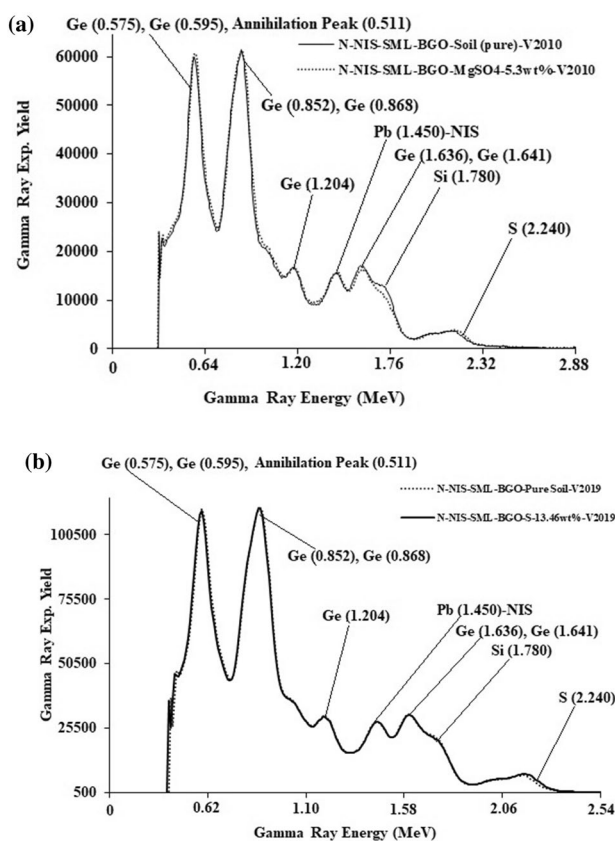 (a)
Ge (0.575), Ge (0.595), Annihilation Peak (0.511)
N-NIS-SML-BGO-Soil (pure)-V2010
N-NIS-SML-BGO-MgSO4-5.3wt%-V2010
60000
50000
40000
30000
20000
10000
0
Gamma Ray Exp. Yield
Ge (0.852), Ge (0.868)
Pb (1.450)-NIS
Ge (1.636), Ge (1.641)
Si (1.780)
Ge (1.204)
S (2.240)
0 0.64 1.20 1.76 2.32 2.88
Gamma Ray Energy (MeV)
(b)
Ge (0.575), Ge (0.595), Annihilation Peak (0.511)
N-NIS-SML-BGO-Pure Soil-V2019
N-NIS-SML-BGO-S-13.46wt%-V2019
100500
75500
50500
25500
500
Gamma Ray Exp. Yield
Ge (0.852), Ge (0.868)
Ge (1.204)
Pb (1.450)-NIS
Ge (1.636), Ge (1.641)
Si (1.780)
S (2.240)
0 0.62 1.10 1.58 2.06 2.54
Gamma Ray Energy (MeV)